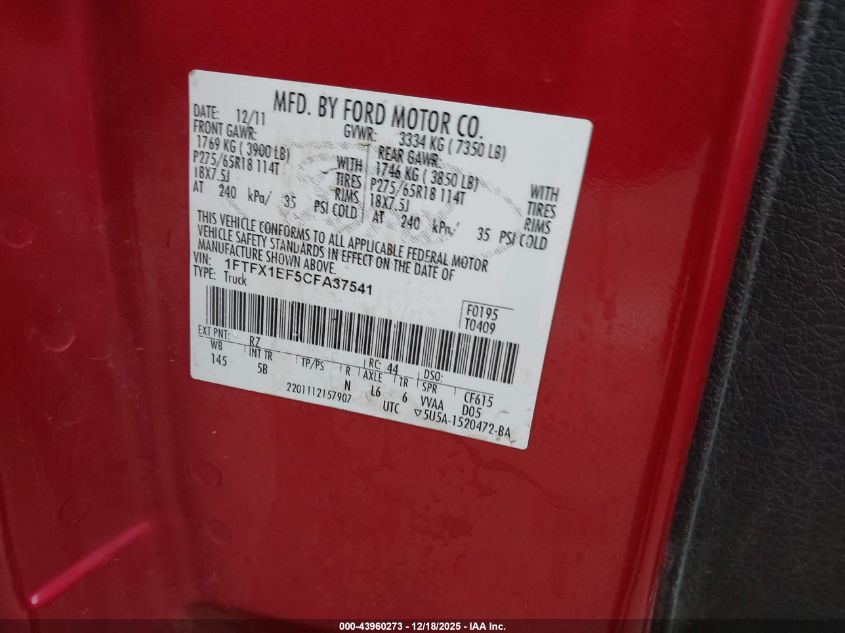 MFD. BY FORD MOTOR CO.
DATE: 12/11 GVWR: 3334 KG ( 7350 LB)
FRONT GAWR: REAR GAWR:
1769 KG ( 3900 LB) WITH 1746 KG ( 3850 LB) WITH
P275/65R18 114T TIRES P275/65R18 114T TIRES
18X7.5J RIMS 18X7.5J RIMS
AT 240 kPa/ 35 PSI COLD AT 240 kPa/ 35 PSI COLD
THIS VEHICLE CONFORMS TO ALL APPLICABLE FEDERAL MOTOR
VEHICLE SAFETY STANDARDS IN EFFECT ON THE DATE OF
MANUFACTURE SHOWN ABOVE.
VIN: 1FTFX1EF5CFA37541
TYPE: Truck
F0195
T0409
EXT PNT: RZ RC: 44 DSO:
WB INT TR TP/PS R AXLE TR SPR CF615
145 5B N L6 6 VVAA D05
2201112157907 UTC ▽5U5A-1520472-BA
000-43960273 – 12/18/2025 – IAA Inc.